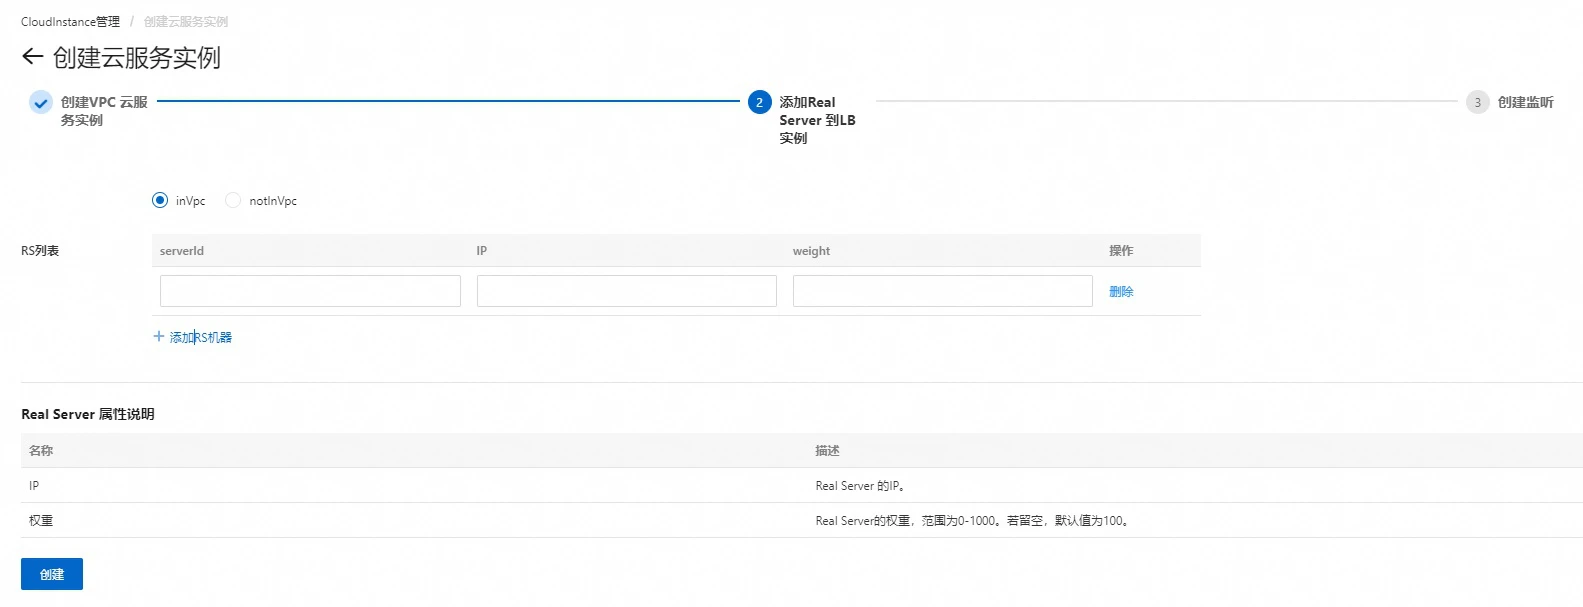 CloudInstance管理 / 创建云服务实例
← 创建云服务实例
创建VPC 云服
务实例
2 添加Real
Server 到LB
实例
3 创建监听
inVpc notInVpc
RS列表
serverId IP weight 操作
删除
+ 添加RS机器
Real Server 属性说明
名称 描述
IP Real Server 的IP。
权重 Real Server的权重，范围为0-1000。若留空，默认值为100。
创建